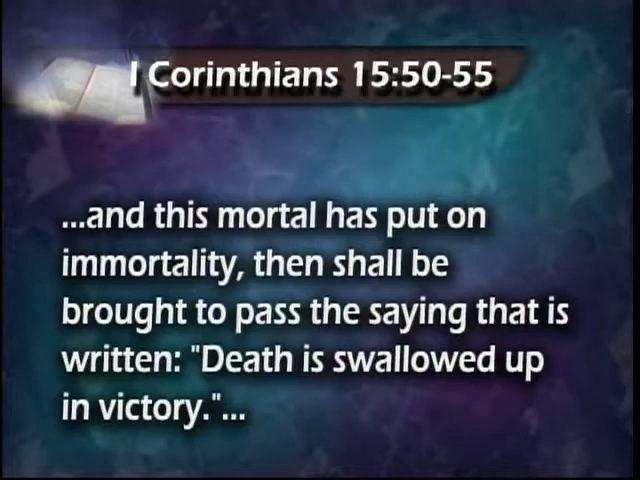 I Corinthians 15:50-55
...and this mortal has put on
immortality, then shall be
brought to pass the saying that is
written: "Death is swallowed up
in victory."...